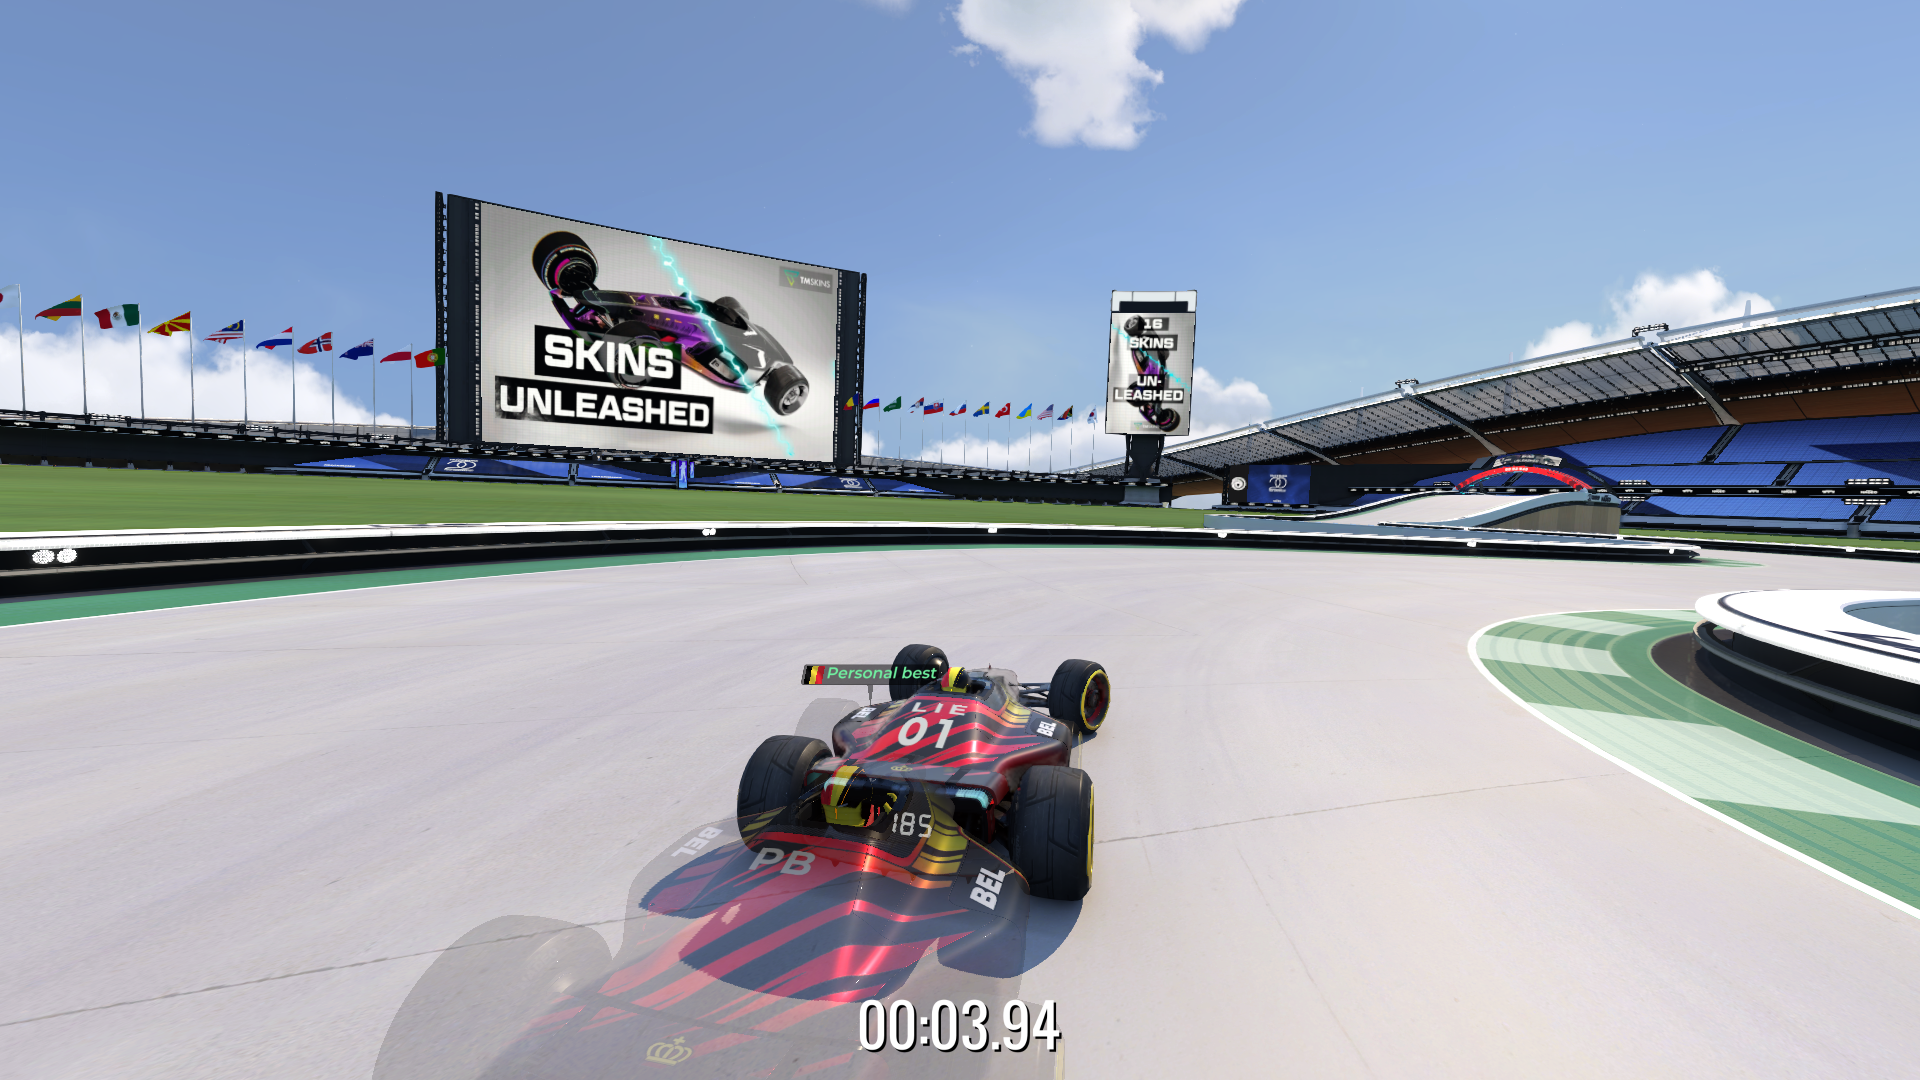 TMSKINS
SKINS
UNLEASHED
16
SKINS
UN-
LEASHED
Personal best
LIE
01
BEL
BEL
185
PB
BEL
BEL
00:03.94